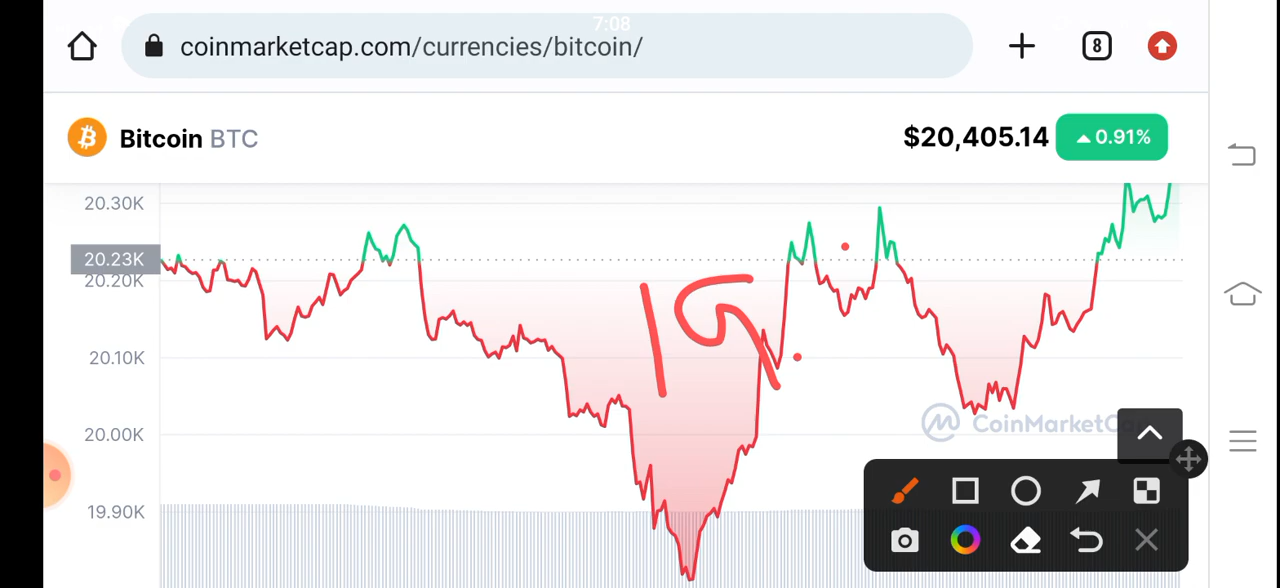 7:08
coinmarketcap.com/currencies/bitcoin/
8
Bitcoin BTC
$20,405.14
0.91%
20.30K
20.23K
20.20K
20.10K
20.00K
19.90K
CoinMarketC